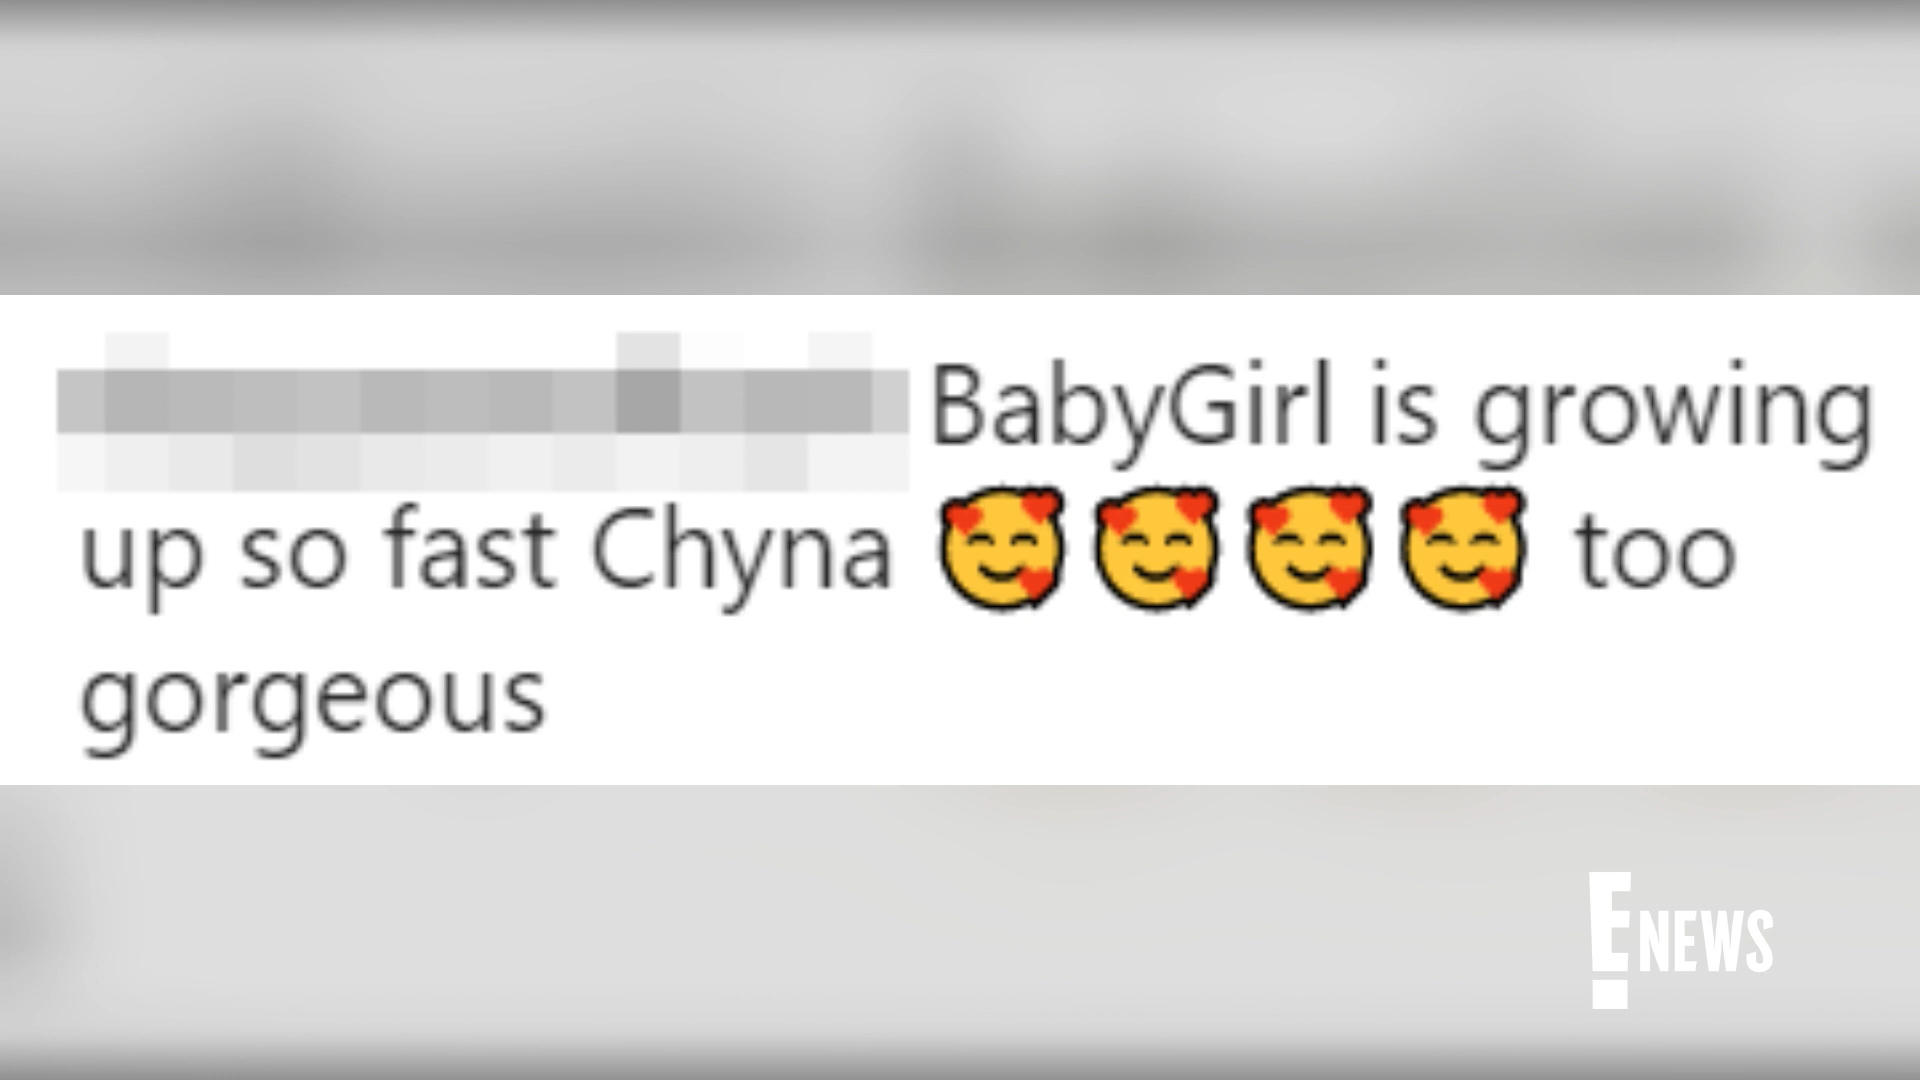 BabyGirl is growing
up so fast Chyna 🥰🥰🥰🥰 too
gorgeous
E! NEWS